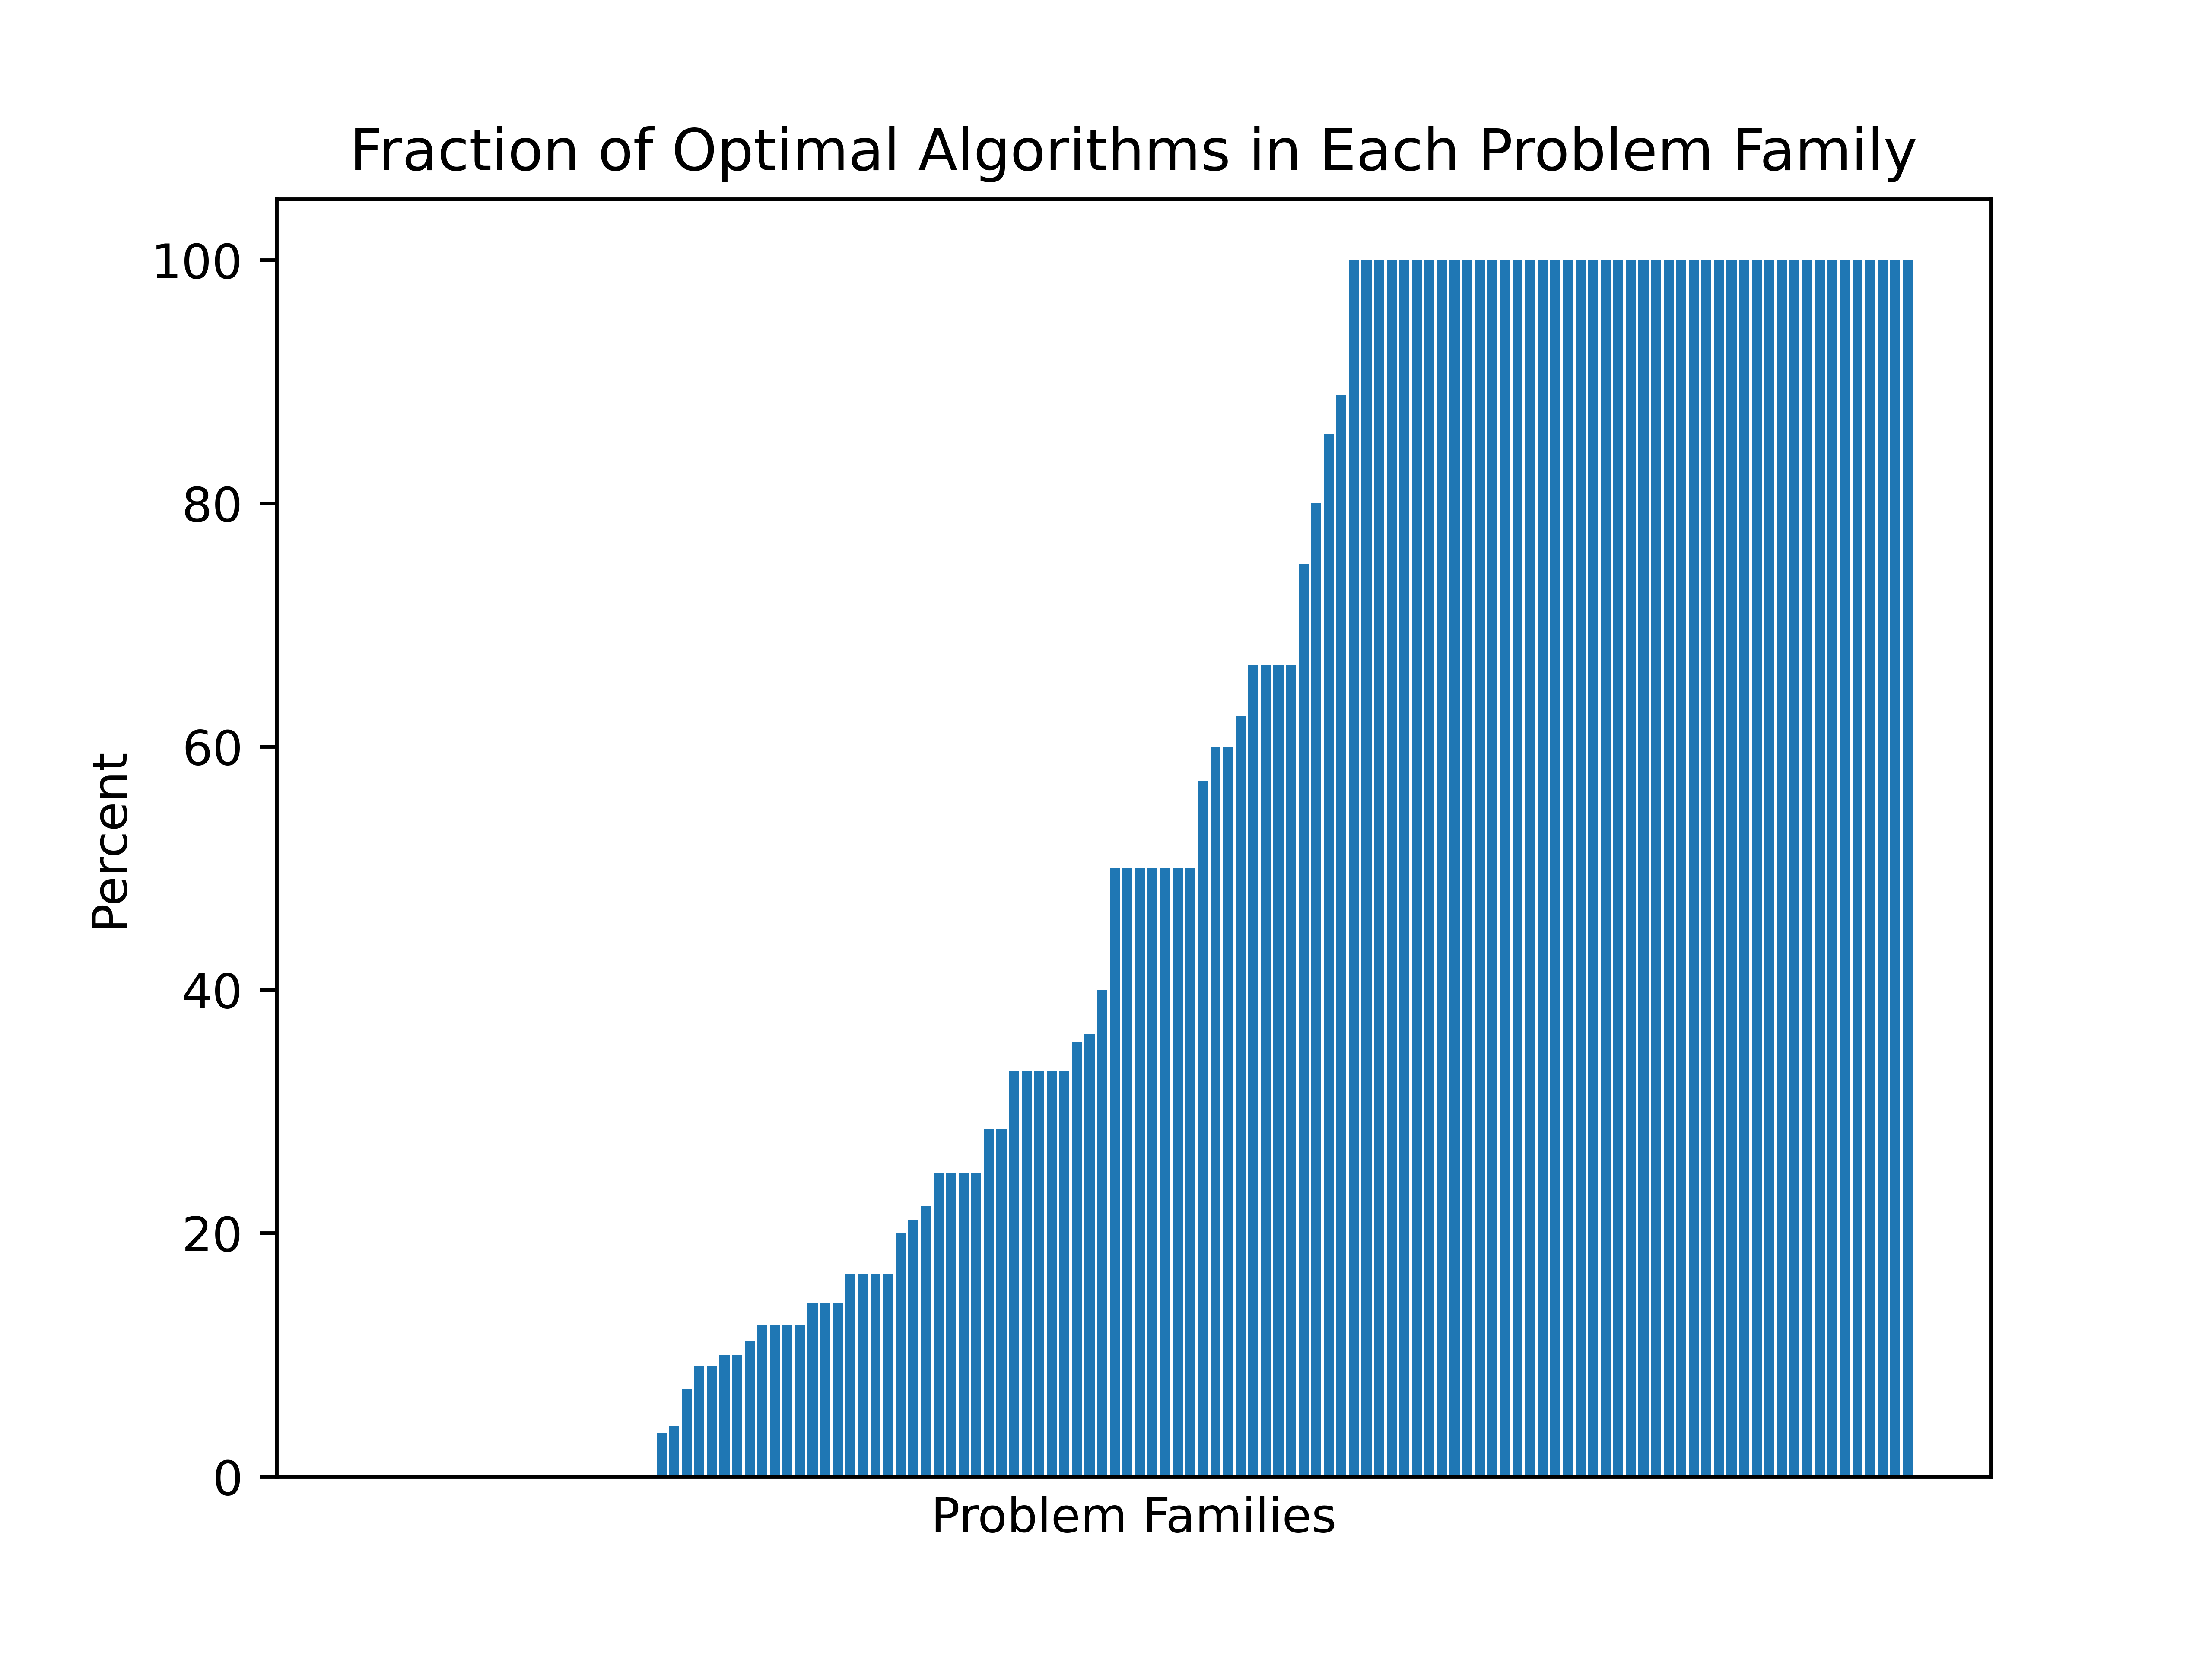 Fraction of Optimal Algorithms in Each Problem Family
100
80
60
40
20
0
Percent
Problem Families